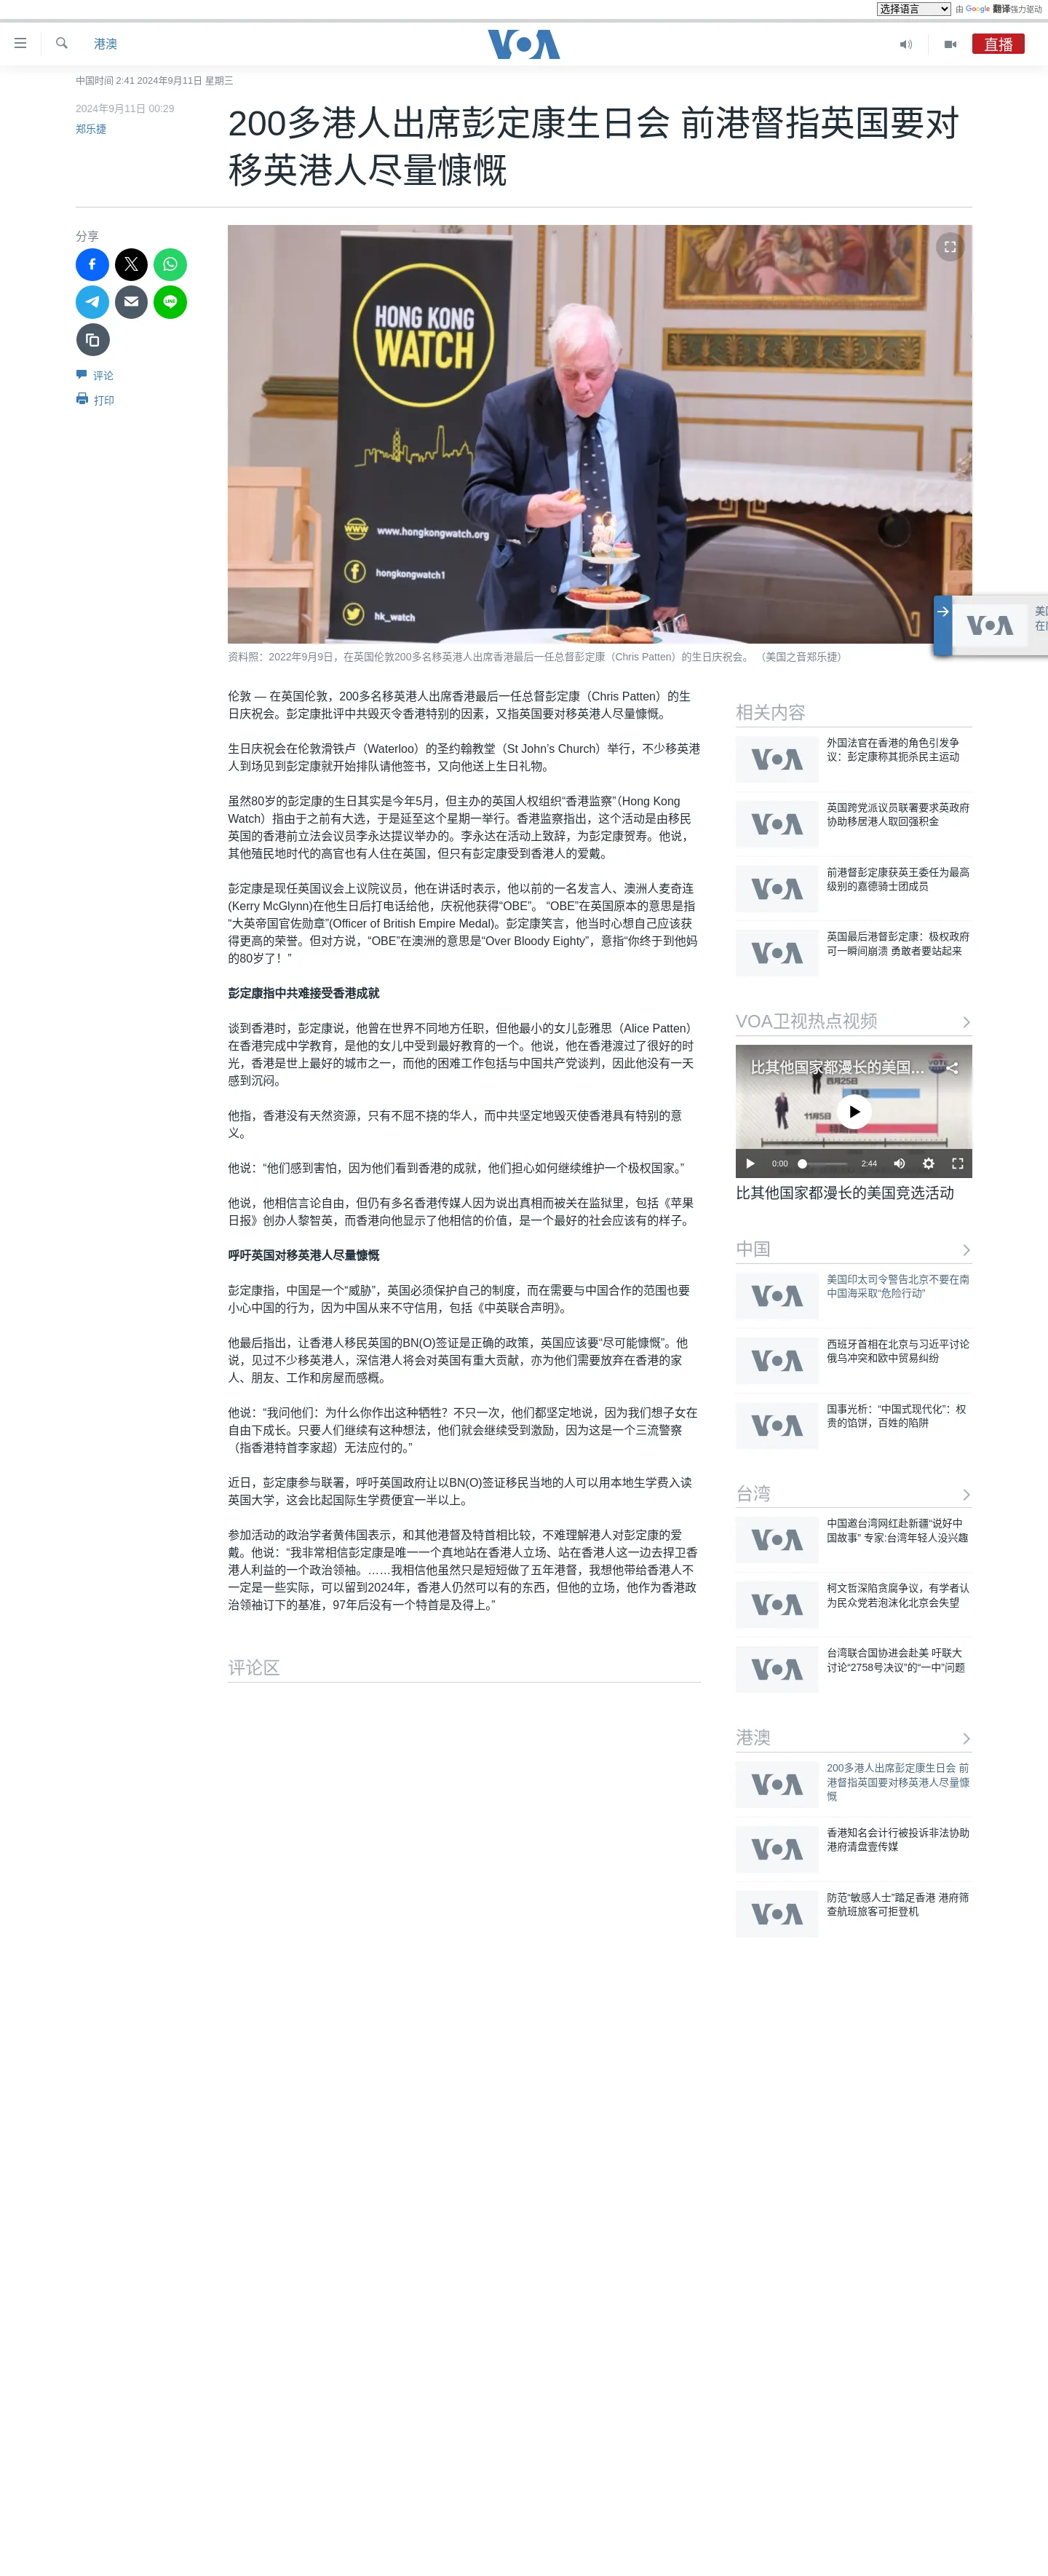 选择语言 由 Google 翻译强力驱动
港澳
VOA
直播
中国时间 2:41 2024年9月11日 星期三
2024年9月11日 00:29
郑乐捷
200多港人出席彭定康生日会 前港督指英国要对
移英港人尽量慷慨
分享
评论
打印
HONG KONG
WATCH
www.hongkongwatch.org
hongkongwatch1
hk_watch
VOA
资料照：2022年9月9日，在英国伦敦200多名移英港人出席香港最后一任总督彭定康（Chris Patten）的生日庆祝会。（美国之音郑乐捷）
伦敦 — 在英国伦敦，200多名移英港人出席香港最后一任总督彭定康（Chris Patten）的生
日庆祝会。彭定康批评中共毁灭令香港特别的因素，又指英国要对移英港人尽量慷慨。
生日庆祝会在伦敦滑铁卢（Waterloo）的圣约翰教堂（St John’s Church）举行，不少移英港
人到场见到彭定康就开始排队请他签书，又向他送上生日礼物。
虽然80岁的彭定康的生日其实是今年5月，但主办的英国人权组织“香港监察”（Hong Kong
Watch）指由于之前有大选，于是延至这个星期一举行。香港监察指出，这个活动是由移民
英国的香港前立法会议员李永达提议举办的。李永达在活动上致辞，为彭定康贺寿。他说，
其他殖民地时代的高官也有人住在英国，但只有彭定康受到香港人的爱戴。
彭定康是现任英国议会上议院议员，他在讲话时表示，他以前的一名发言人、澳洲人麦奇连
(Kerry McGlynn)在他生日后打电话给他，庆祝他获得“OBE”。 “OBE”在英国原本的意思是指
“大英帝国官佐勋章”(Officer of British Empire Medal)。彭定康笑言，他当时心想自己应该获
得更高的荣誉。但对方说，“OBE”在澳洲的意思是“Over Bloody Eighty”，意指“你终于到他妈
的80岁了！”
彭定康指中共难接受香港成就
谈到香港时，彭定康说，他曾在世界不同地方任职，但他最小的女儿彭雅思（Alice Patten）
在香港完成中学教育，是他的女儿中受到最好教育的一个。他说，他在香港渡过了很好的时
光，香港是世上最好的城市之一，而他的困难工作包括与中国共产党谈判，因此他没有一天
感到沉闷。
他指，香港没有天然资源，只有不屈不挠的华人，而中共坚定地毁灭使香港具有特别的意
义。
他说：“他们感到害怕，因为他们看到香港的成就，他们担心如何继续维护一个极权国家。”
他说，他相信言论自由，但仍有多名香港传媒人因为说出真相而被关在监狱里，包括《苹果
日报》创办人黎智英，而香港向他显示了他相信的价值，是一个最好的社会应该有的样子。
呼吁英国对移英港人尽量慷慨
彭定康指，中国是一个“威胁”，英国必须保护自己的制度，而在需要与中国合作的范围也要
小心中国的行为，因为中国从来不守信用，包括《中英联合声明》。
他最后指出，让香港人移民英国的BN(O)签证是正确的政策，英国应该要“尽可能慷慨”。他
说，见过不少移英港人，深信港人将会对英国有重大贡献，亦为他们需要放弃在香港的家
人、朋友、工作和房屋而感概。
他说：“我问他们：为什么你作出这种牺牲？不只一次，他们都坚定地说，因为我们想子女在
自由下成长。只要人们继续有这种想法，他们就会继续受到激励，因为这是一个三流警察
（指香港特首李家超）无法应付的。”
近日，彭定康参与联署，呼吁英国政府让以BN(O)签证移民当地的人可以用本地生学费入读
英国大学，这会比起国际生学费便宜一半以上。
参加活动的政治学者黄伟国表示，和其他港督及特首相比较，不难理解港人对彭定康的爱
戴。他说：“我非常相信彭定康是唯一一个真地站在香港人立场、站在香港人这一边去捍卫香
港人利益的一个政治领袖。……我相信他虽然只是短短做了五年港督，我想他带给香港人不
一定是一些实际，可以留到2024年，香港人仍然可以有的东西，但他的立场，他作为香港政
治领袖订下的基准，97年后没有一个特首是及得上。”
评论区
相关内容
外国法官在香港的角色引发争
议：彭定康称其扼杀民主运动
英国跨党派议员联署要求英政府
协助移居港人取回强积金
前港督彭定康获英王委任为最高
级别的嘉德骑士团成员
英国最后港督彭定康：极权政府
可一瞬间崩溃 勇敢者要站起来
VOA卫视热点视频
比其他国家都漫长的美国...
四月25日
11月5日
0:00 2:44
比其他国家都漫长的美国竞选活动
中国
美国印太司令警告北京不要在南
中国海采取“危险行动”
西班牙首相在北京与习近平讨论
俄乌冲突和欧中贸易纠纷
国事光析：“中国式现代化”：权
贵的馅饼，百姓的陷阱
台湾
中国邀台湾网红赴新疆“说好中
国故事” 专家:台湾年轻人没兴趣
柯文哲深陷贪腐争议，有学者认
为民众党若泡沫化北京会失望
台湾联合国协进会赴美 吁联大
讨论“2758号决议”的“一中”问题
港澳
200多港人出席彭定康生日会 前
港督指英国要对移英港人尽量慷
慨
香港知名会计行被投诉非法协助
港府清盘壹传媒
防范“敏感人士”踏足香港 港府筛
查航班旅客可拒登机